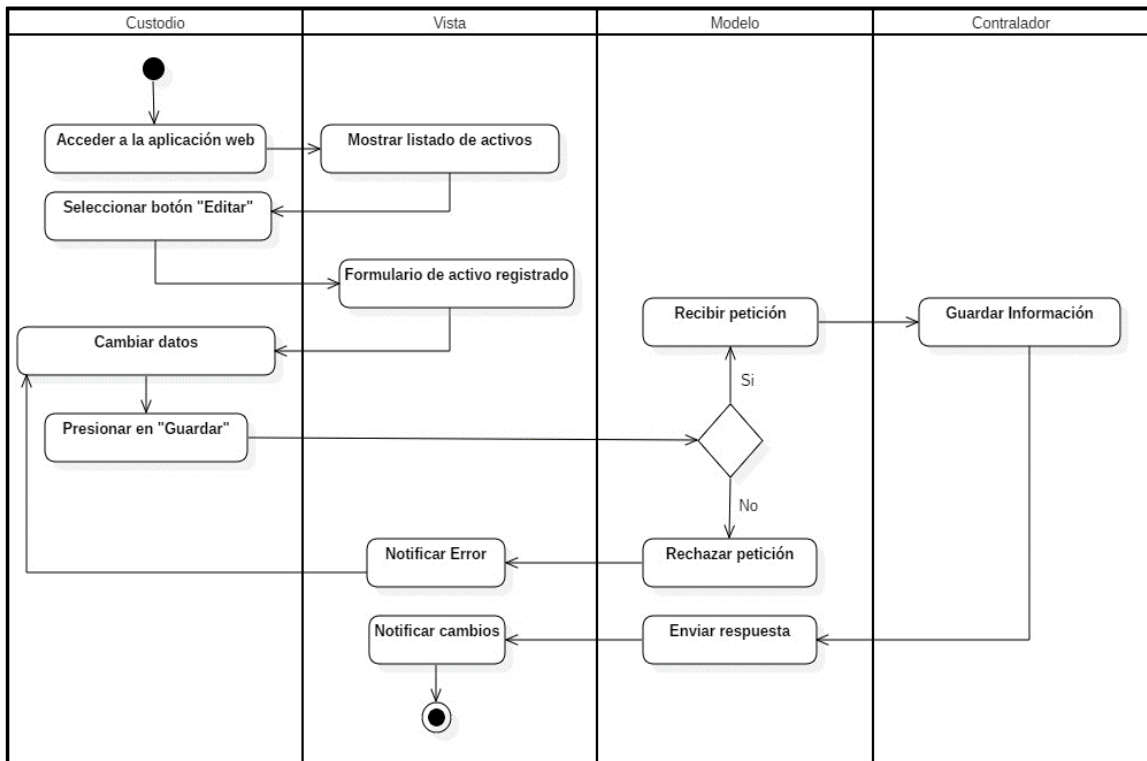 Custodio
Vista
Modelo
Contralador
Acceder a la aplicación web
Mostrar listado de activos
Seleccionar botón "Editar"
Formulario de activo registrado
Recibir petición
Guardar Información
Cambiar datos
Si
Presionar en "Guardar"
No
Notificar Error
Rechazar petición
Notificar cambios
Enviar respuesta